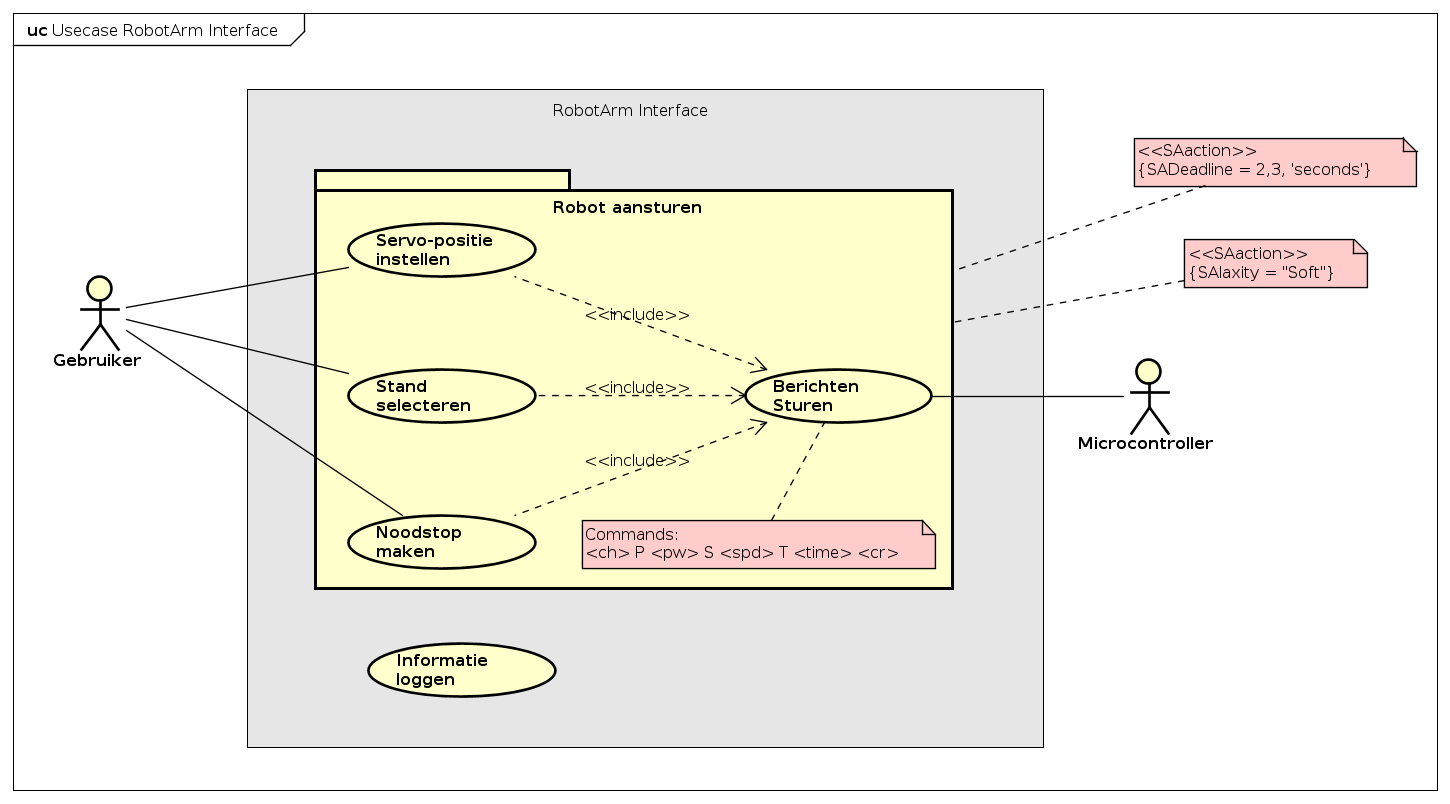 uc Usecase RobotArm Interface
RobotArm Interface
<<SAaction>>
{SADeadline = 2,3, 'seconds'}
Robot aansturen
Servo-positie
instellen
<<SAaction>>
{SAlaxity = "Soft"}
<<include>>
Gebruiker
Stand
selecteren
<<include>>
Berichten
Sturen
Microcontroller
<<include>>
Noodstop
maken
Commands:
<ch> P <pw> S <spd> T <time> <cr>
Informatie
loggen